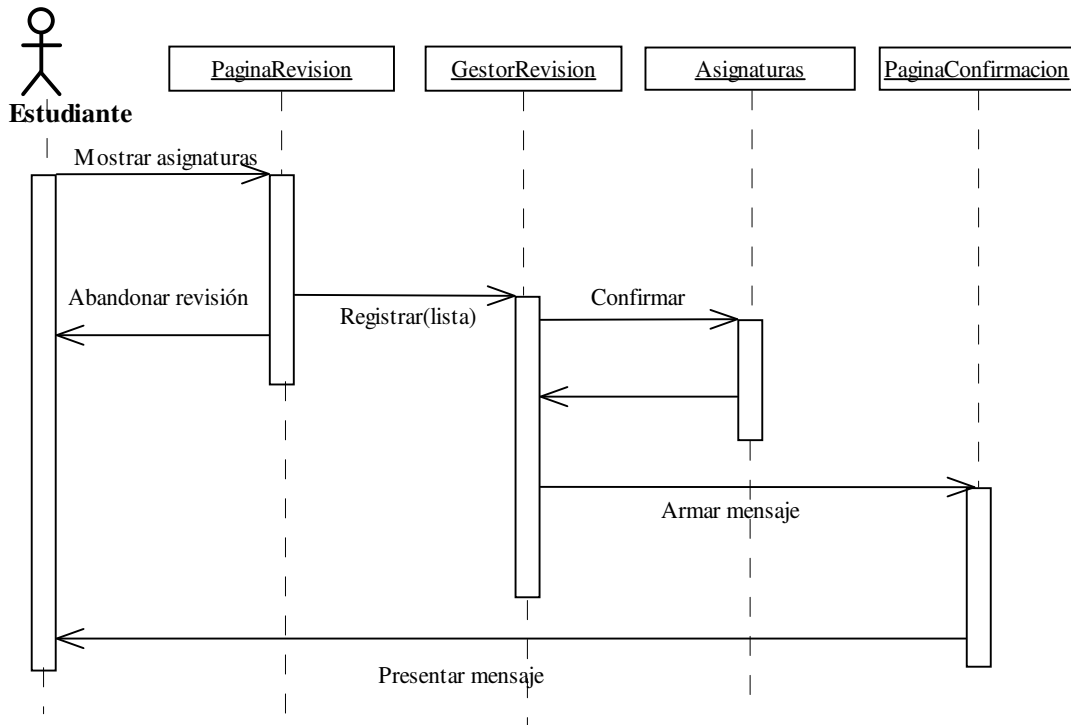 PaginaRevision
GestorRevision
Asignaturas
PaginaConfirmacion
Estudiante
Mostrar asignaturas
Abandonar revisión
Registrar(lista)
Confirmar
Armar mensaje
Presentar mensaje